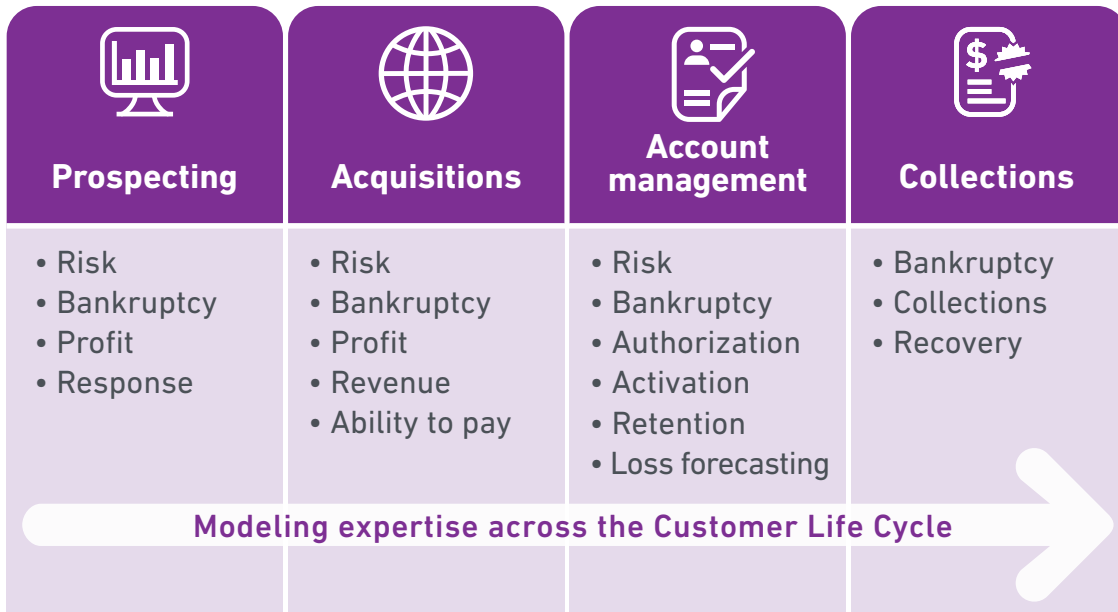 Prospecting
• Risk
• Bankruptcy
• Profit
• Response
Acquisitions
• Risk
• Bankruptcy
• Profit
• Revenue
• Ability to pay
Account
management
• Risk
• Bankruptcy
• Authorization
• Activation
• Retention
• Loss forecasting
$
Collections
• Bankruptcy
• Collections
• Recovery
Modeling expertise across the Customer Life Cycle